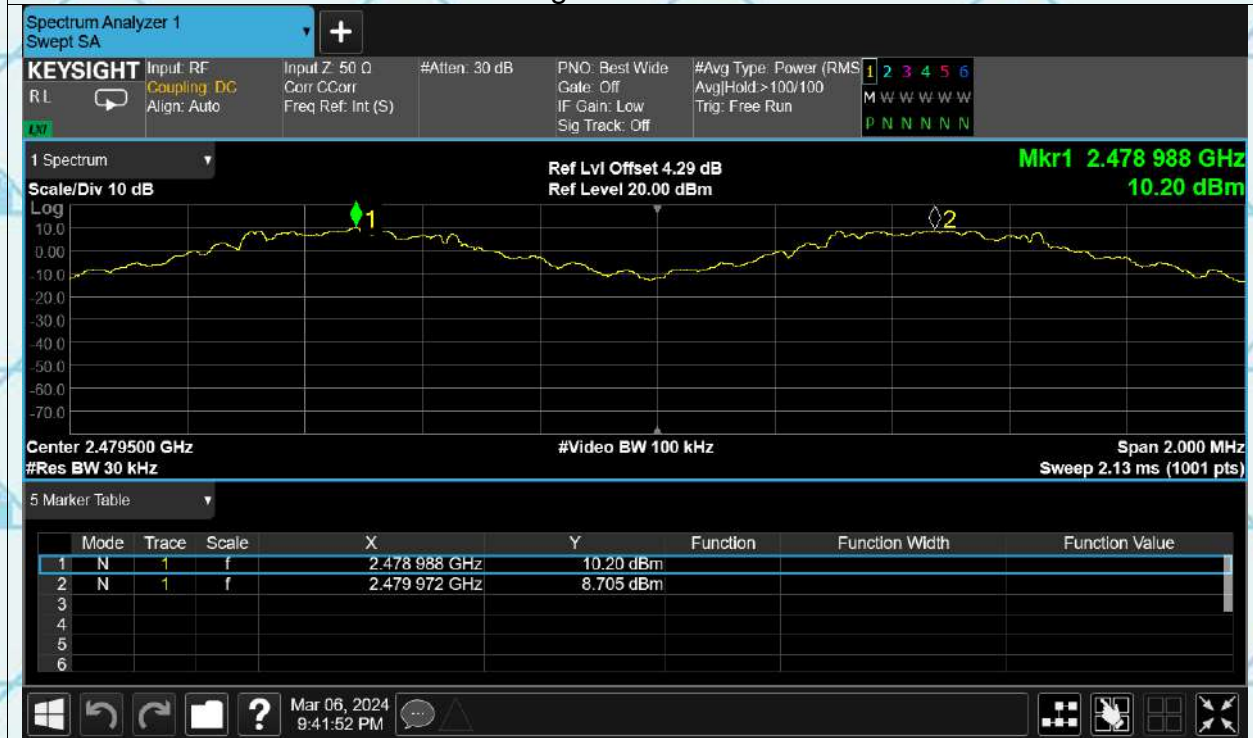 Spectrum Analyzer 1
Swept SA
+
KEYSIGHT
RL
LXI
Input: RF
Coupling: DC
Align: Auto
Input Z: 50 Ω
Corr CCorr
Freq Ref: Int (S)
#Atten: 30 dB
PNO: Best Wide
Gate: Off
IF Gain: Low
Sig Track: Off
#Avg Type: Power (RMS
Avg|Hold:>100/100
Trig: Free Run
1 2 3 4 5 6
M W W W W W
P N N N N N
1 Spectrum
Scale/Div 10 dB
Ref Lvl Offset 4.29 dB
Ref Level 20.00 dBm
Mkr1 2.478 988 GHz
10.20 dBm
Log
10.0
0.00
-10.0
-20.0
-30.0
-40.0
-50.0
-60.0
-70.0
1
2
Center 2.479500 GHz
#Res BW 30 kHz
#Video BW 100 kHz
Span 2.000 MHz
Sweep 2.13 ms (1001 pts)
5 Marker Table
Mode Trace Scale X Y Function Function Width Function Value
1 N 1 f 2.478 988 GHz 10.20 dBm
2 N 1 f 2.479 972 GHz 8.705 dBm
3
4
5
6
?
Mar 06, 2024
9:41:52 PM